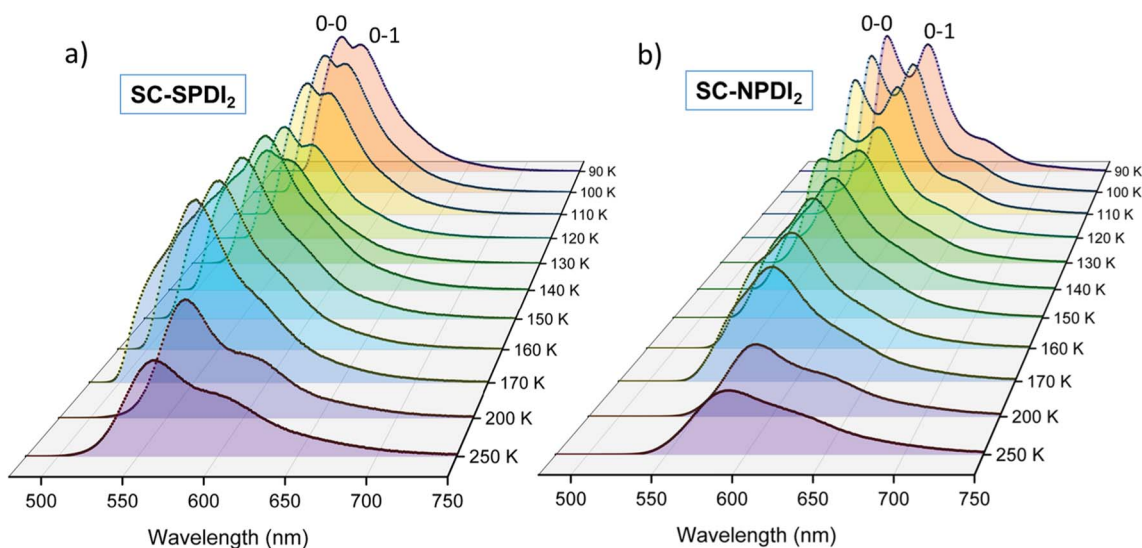 a)
SC-SPDI₂
0-0
0-1
90 K
100 K
110 K
120 K
130 K
140 K
150 K
160 K
170 K
200 K
250 K
500 550 600 650 700 750
Wavelength (nm)
b)
SC-NPDI₂
0-0
0-1
90 K
100 K
110 K
120 K
130 K
140 K
150 K
160 K
170 K
200 K
250 K
500 550 600 650 700 750
Wavelength (nm)